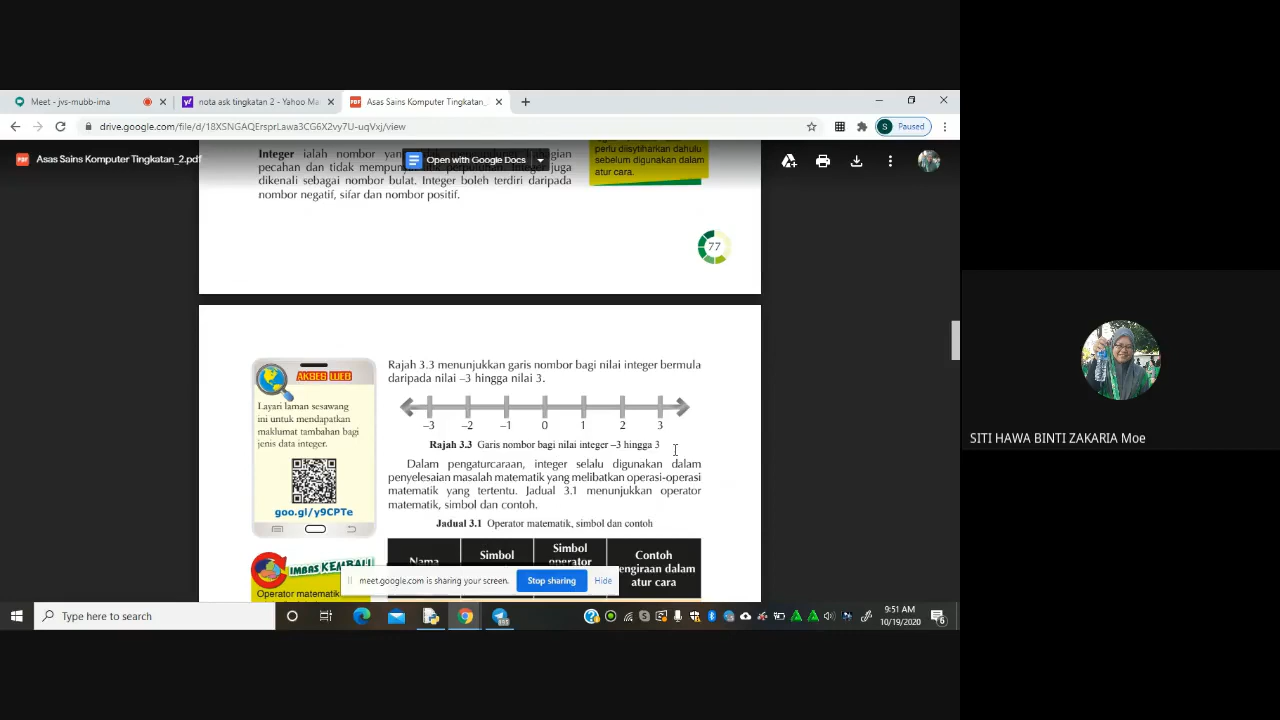 Meet - jvs-mubb-ima
nota ask tingkatan 2 - Yahoo Ma
Asas Sains Komputer Tingkatan_
drive.google.com/file/d/18XSNGAQErsprLawa3CG6X2vy7U-uqVxj/view
S Paused
Asas Sains Komputer Tingkatan_2.pdf
Open with Google Docs
Integer ialah nombor
pecahan dan tidak juga
dikenali sebagai nombor bulat. Integer boleh terdiri daripada
nombor negatif, sifar dan nombor positif.
perlu diisytiharkan dahulu
sebelum digunakan dalam
atur cara.
77
AKSES WEB
Layari laman sesawang
ini untuk mendapatkan
maklumat tambahan bagi
jenis data integer.
goo.gl/y9CPTe
IMBAS KEMBALI
Operator matematik
Rajah 3.3 menunjukkan garis nombor bagi nilai integer bermula
daripada nilai –3 hingga nilai 3.
–3 –2 –1 0 1 2 3
Rajah 3.3 Garis nombor bagi nilai integer –3 hingga 3
Dalam pengaturcaraan, integer selalu digunakan dalam
penyelesaian masalah matematik yang melibatkan operasi-operasi
matematik yang tertentu. Jadual 3.1 menunjukkan operator
matematik, simbol dan contoh.
Jadual 3.1 Operator matematik, simbol dan contoh
Nama
Simbol
Simbol
operator
Contoh
engiraan dalam
atur cara
meet.google.com is sharing your screen.
Stop sharing
Hide
SITI HAWA BINTI ZAKARIA Moe
Type here to search
9:51 AM
10/19/2020
6